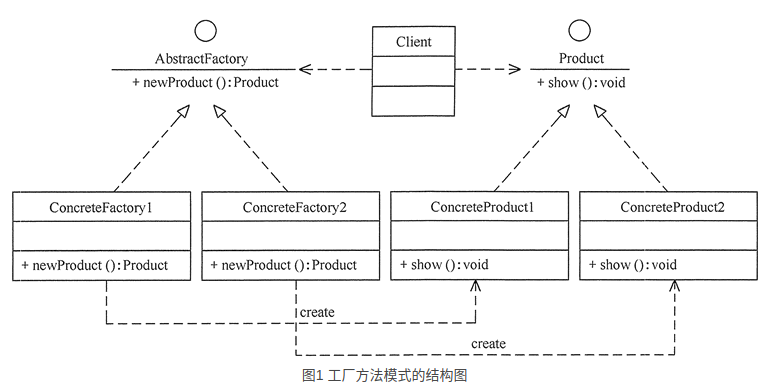 Client
AbstractFactory
Product
+ newProduct ():Product
+ show ():void
ConcreteFactory1
ConcreteFactory2
ConcreteProduct1
ConcreteProduct2
+ newProduct ():Product
+ newProduct ():Product
+ show ():void
+ show ():void
create
create
图1 工厂方法模式的结构图